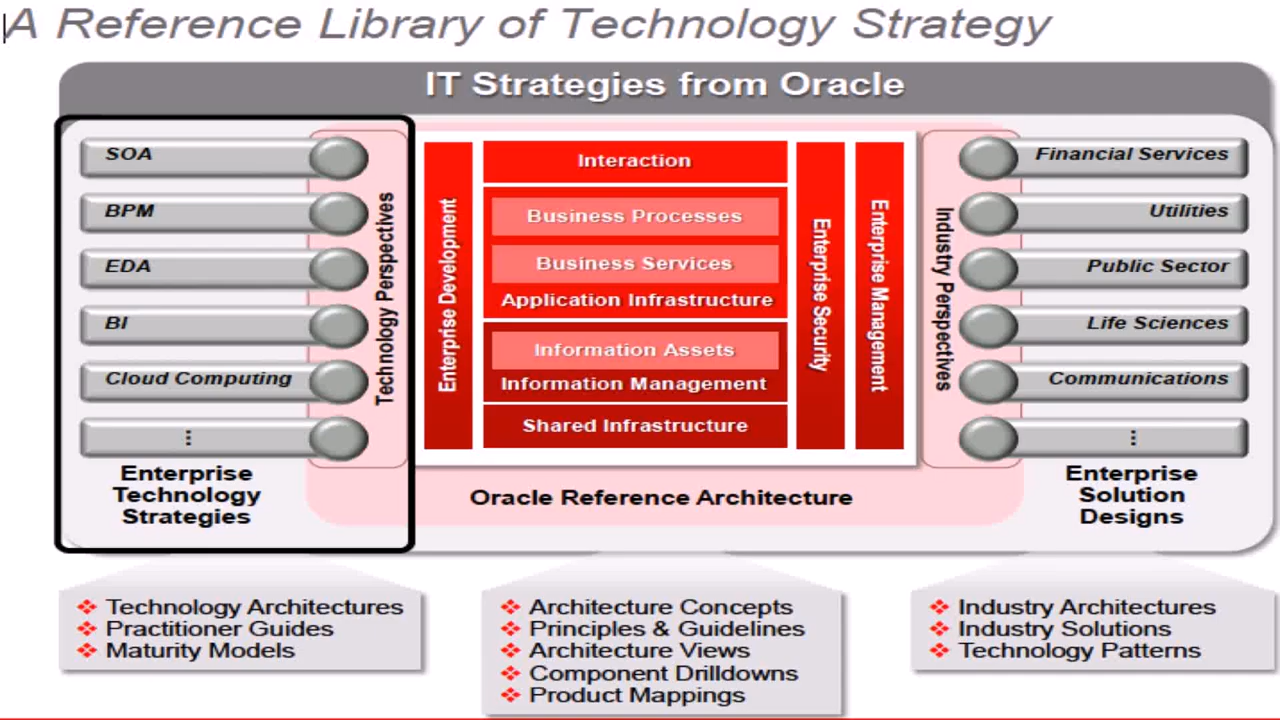 A Reference Library of Technology Strategy
IT Strategies from Oracle
SOA
BPM
EDA
BI
Cloud Computing
⋮
Technology Perspectives
Enterprise
Technology
Strategies
Enterprise Development
Interaction
Business Processes
Business Services
Application Infrastructure
Information Assets
Information Management
Shared Infrastructure
Enterprise Security
Enterprise Management
Oracle Reference Architecture
Industry Perspectives
Financial Services
Utilities
Public Sector
Life Sciences
Communications
⋮
Enterprise
Solution
Designs
❖ Technology Architectures
❖ Practitioner Guides
❖ Maturity Models
❖ Architecture Concepts
❖ Principles & Guidelines
❖ Architecture Views
❖ Component Drilldowns
❖ Product Mappings
❖ Industry Architectures
❖ Industry Solutions
❖ Technology Patterns